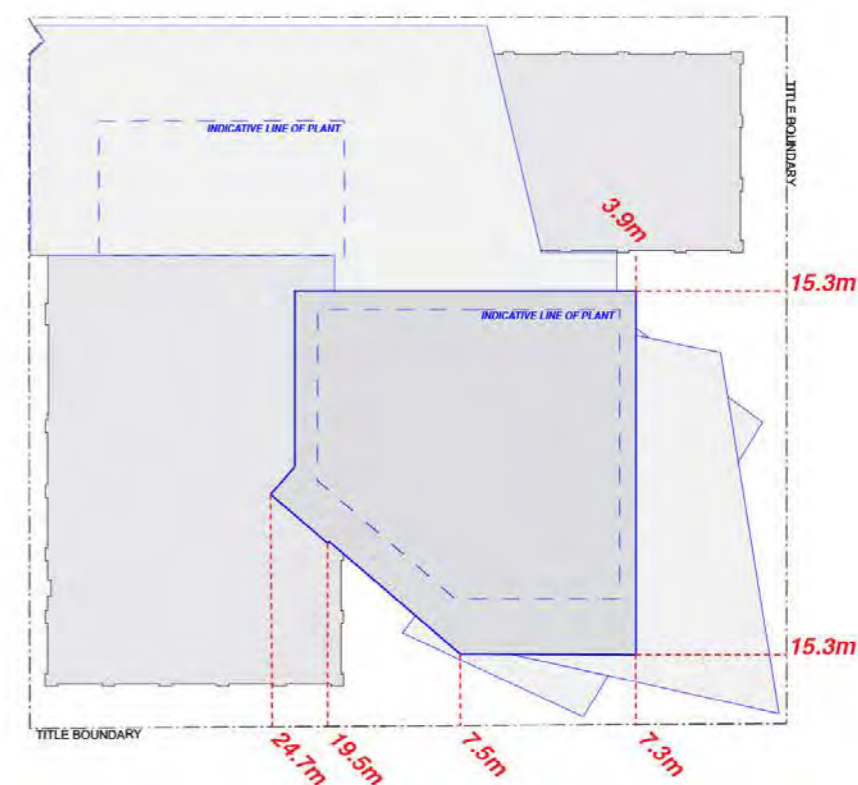 INDICATIVE LINE OF PLANT
TITLE BOUNDARY
3.9m
15.3m
INDICATIVE LINE OF PLANT
15.3m
TITLE BOUNDARY
24.7m
19.5m
7.5m
7.3m